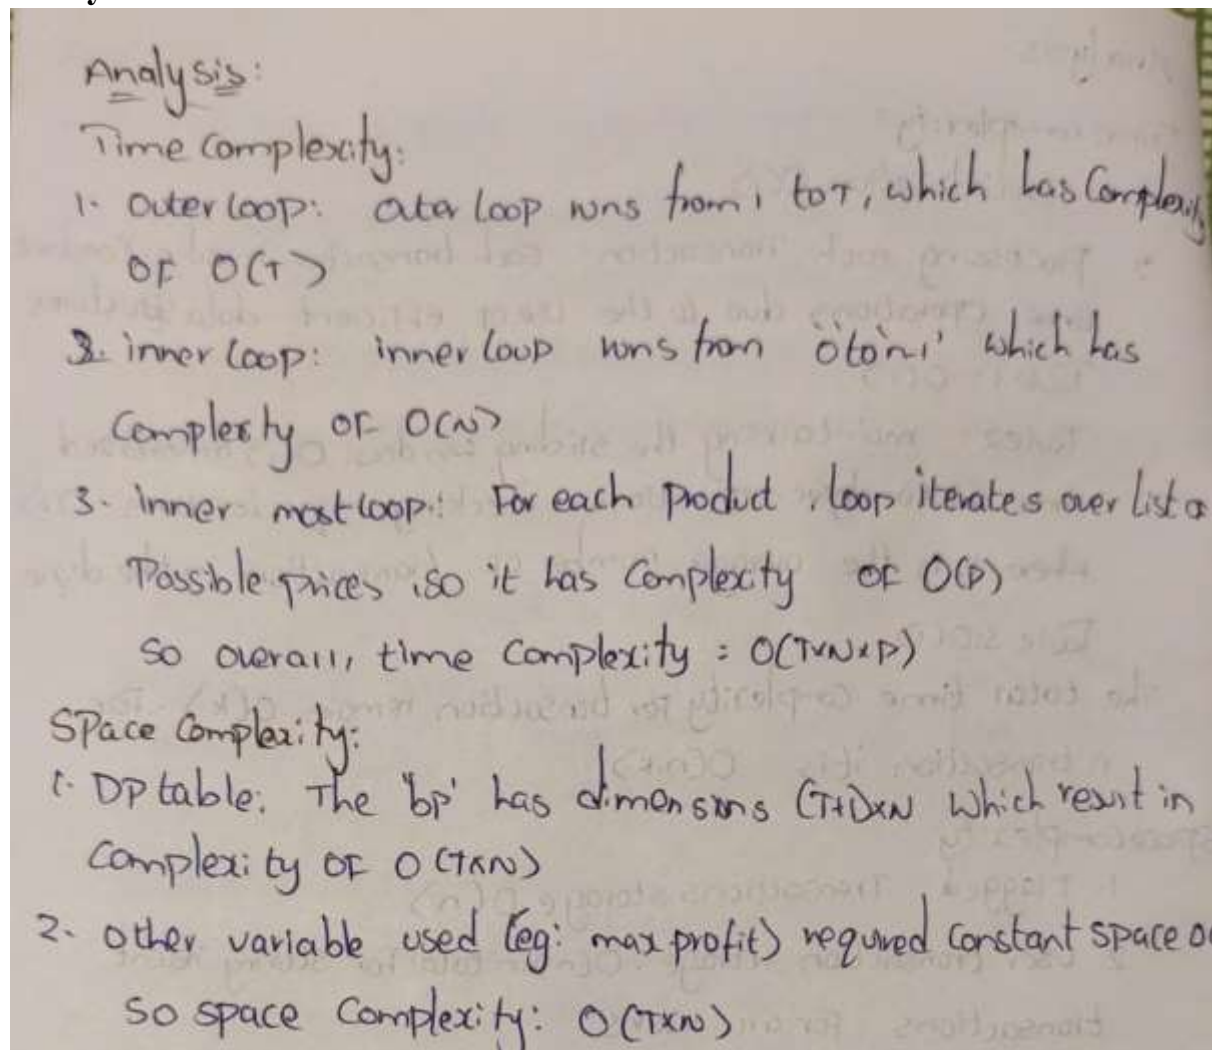 Analysis:
Time Complexity:
1. Outer loop: outer loop runs from 1 to T, which has Complexity
OF O(T)
2. inner loop: inner loop runs from '0 to n-1' which has
Complexity OF O(N)
3. Inner most loop: For each product, loop iterates over list o
Possible prices, so it has Complexity OF O(P)
So overall, time Complexity: O(T×N×P)
Space Complexity:
1. DP table: The 'bp' has dimensions (T+1)×N which result in
Complexity OF O(T×N)
2. other variable used (eg: max profit) required Constant space O(
So space Complexity: O(T×N)